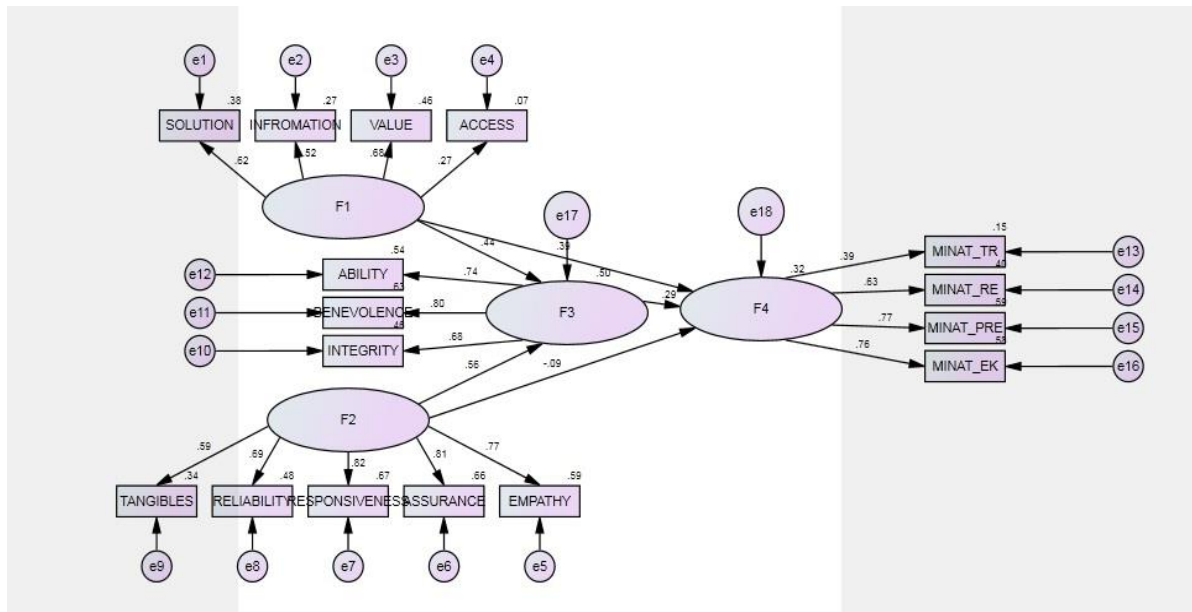 e1
e2
e3
e4
.38
.27
.46
.07
SOLUTION
INFROMATION
VALUE
ACCESS
.62
.52
.68
.27
F1
e17
e18
.44
.39
.54
.50
.32
.39
.15
e12
ABILITY
.74
MINAT_TR
e13
.63
.40
e11
BENEVOLENCE
.80
F3
.29
F4
.63
MINAT_RE
e14
.46
.59
e10
INTEGRITY
.68
.77
MINAT_PRE
e15
.58
.56
-.09
.76
MINAT_EK
e16
F2
.59
.69
.82
.81
.77
.34
.48
.67
.66
.59
TANGIBLES
RELIABILITY
RESPONSIVENESS
ASSURANCE
EMPATHY
e9
e8
e7
e6
e5